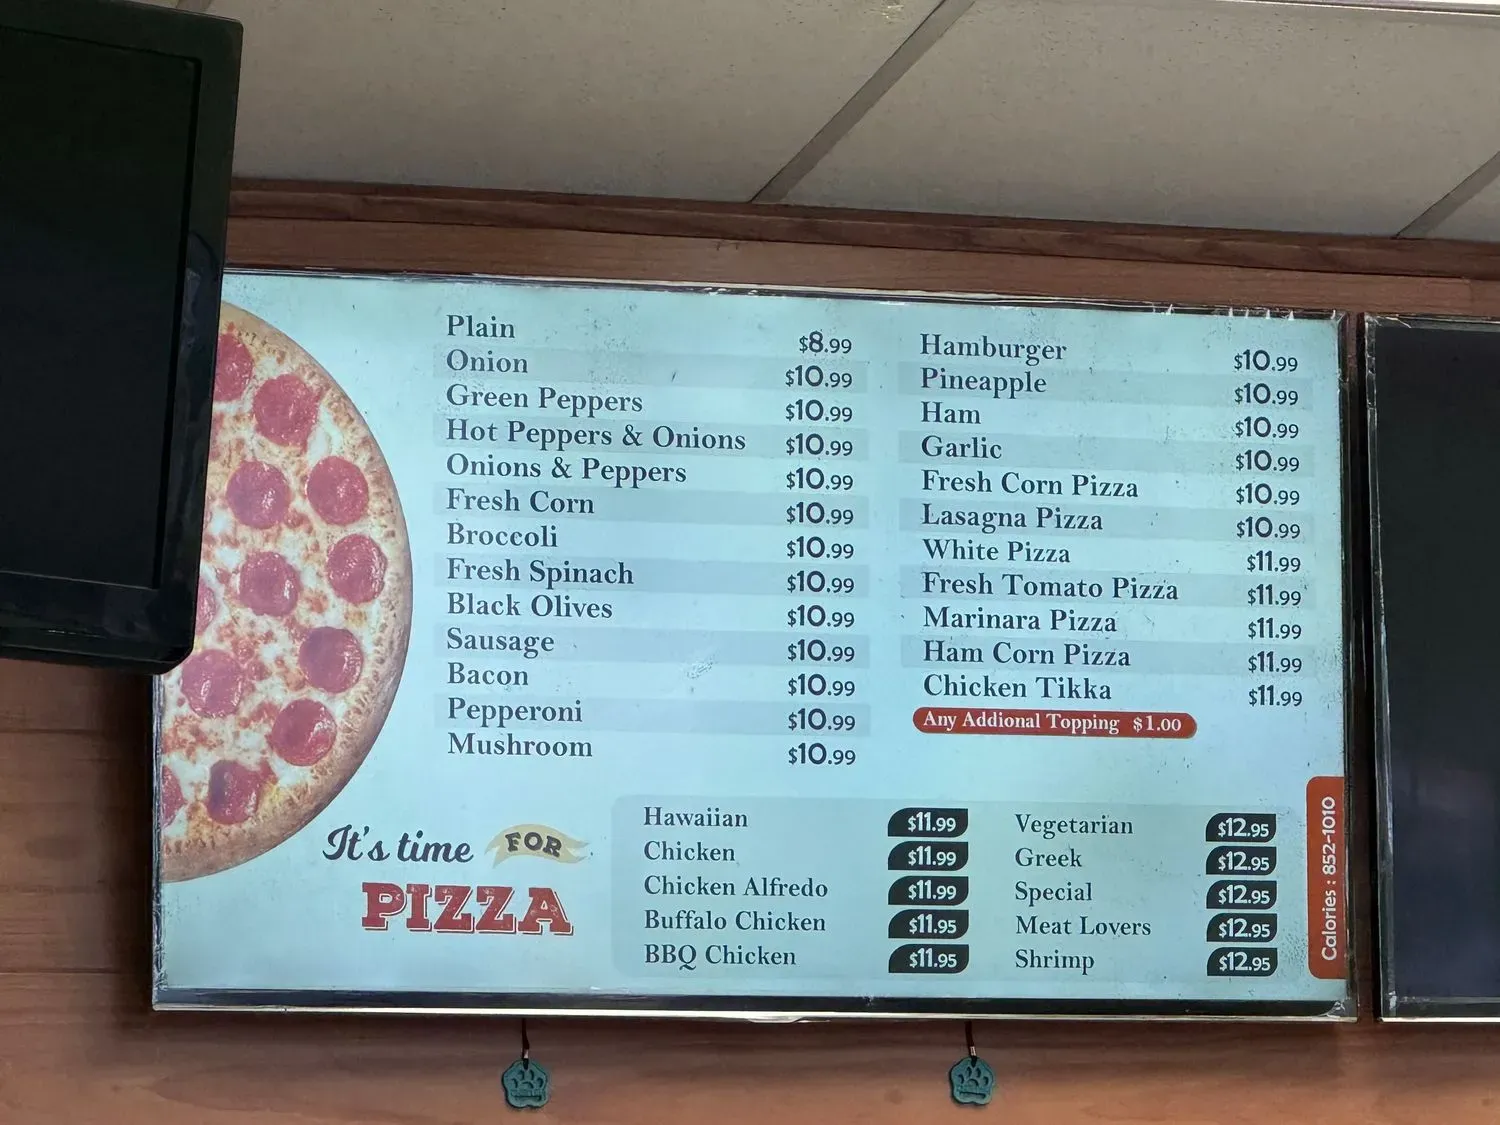 Plain $8.99
Onion $10.99
Green Peppers $10.99
Hot Peppers & Onions $10.99
Onions & Peppers $10.99
Fresh Corn $10.99
Broccoli $10.99
Fresh Spinach $10.99
Black Olives $10.99
Sausage $10.99
Bacon $10.99
Pepperoni $10.99
Mushroom $10.99
Hamburger $10.99
Pineapple $10.99
Ham $10.99
Garlic $10.99
Fresh Corn Pizza $10.99
Lasagna Pizza $10.99
White Pizza $11.99
Fresh Tomato Pizza $11.99
Marinara Pizza $11.99
Ham Corn Pizza $11.99
Chicken Tikka $11.99
Any Addional Topping $1.00
It's time FOR
PIZZA
Hawaiian $11.99
Chicken $11.99
Chicken Alfredo $11.99
Buffalo Chicken $11.95
BBQ Chicken $11.95
Vegetarian $12.95
Greek $12.95
Special $12.95
Meat Lovers $12.95
Shrimp $12.95
Calories : 852-1010